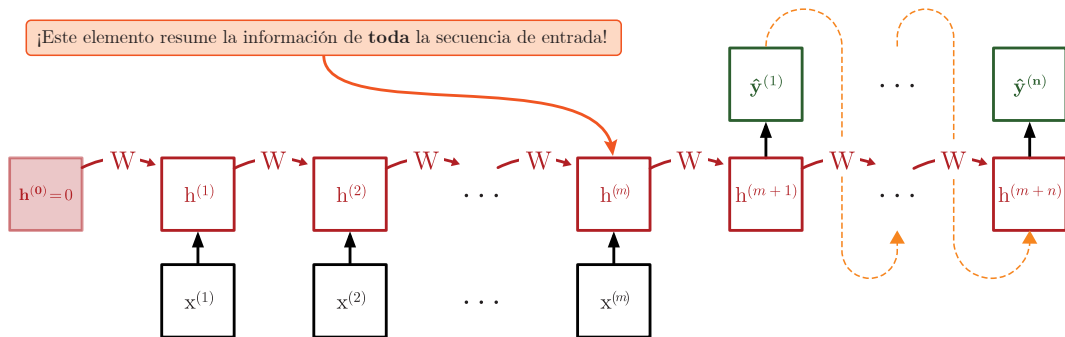 ¡Este elemento resume la información de toda la secuencia de entrada!
ŷ⁽¹⁾ · · · ŷ⁽ⁿ⁾
W W W W W W W
h⁽⁰⁾=0 h⁽¹⁾ h⁽²⁾ · · · h⁽ᵐ⁾ h⁽ᵐ⁺¹⁾ · · · h⁽ᵐ⁺ⁿ⁾
x⁽¹⁾ x⁽²⁾ · · · x⁽ᵐ⁾